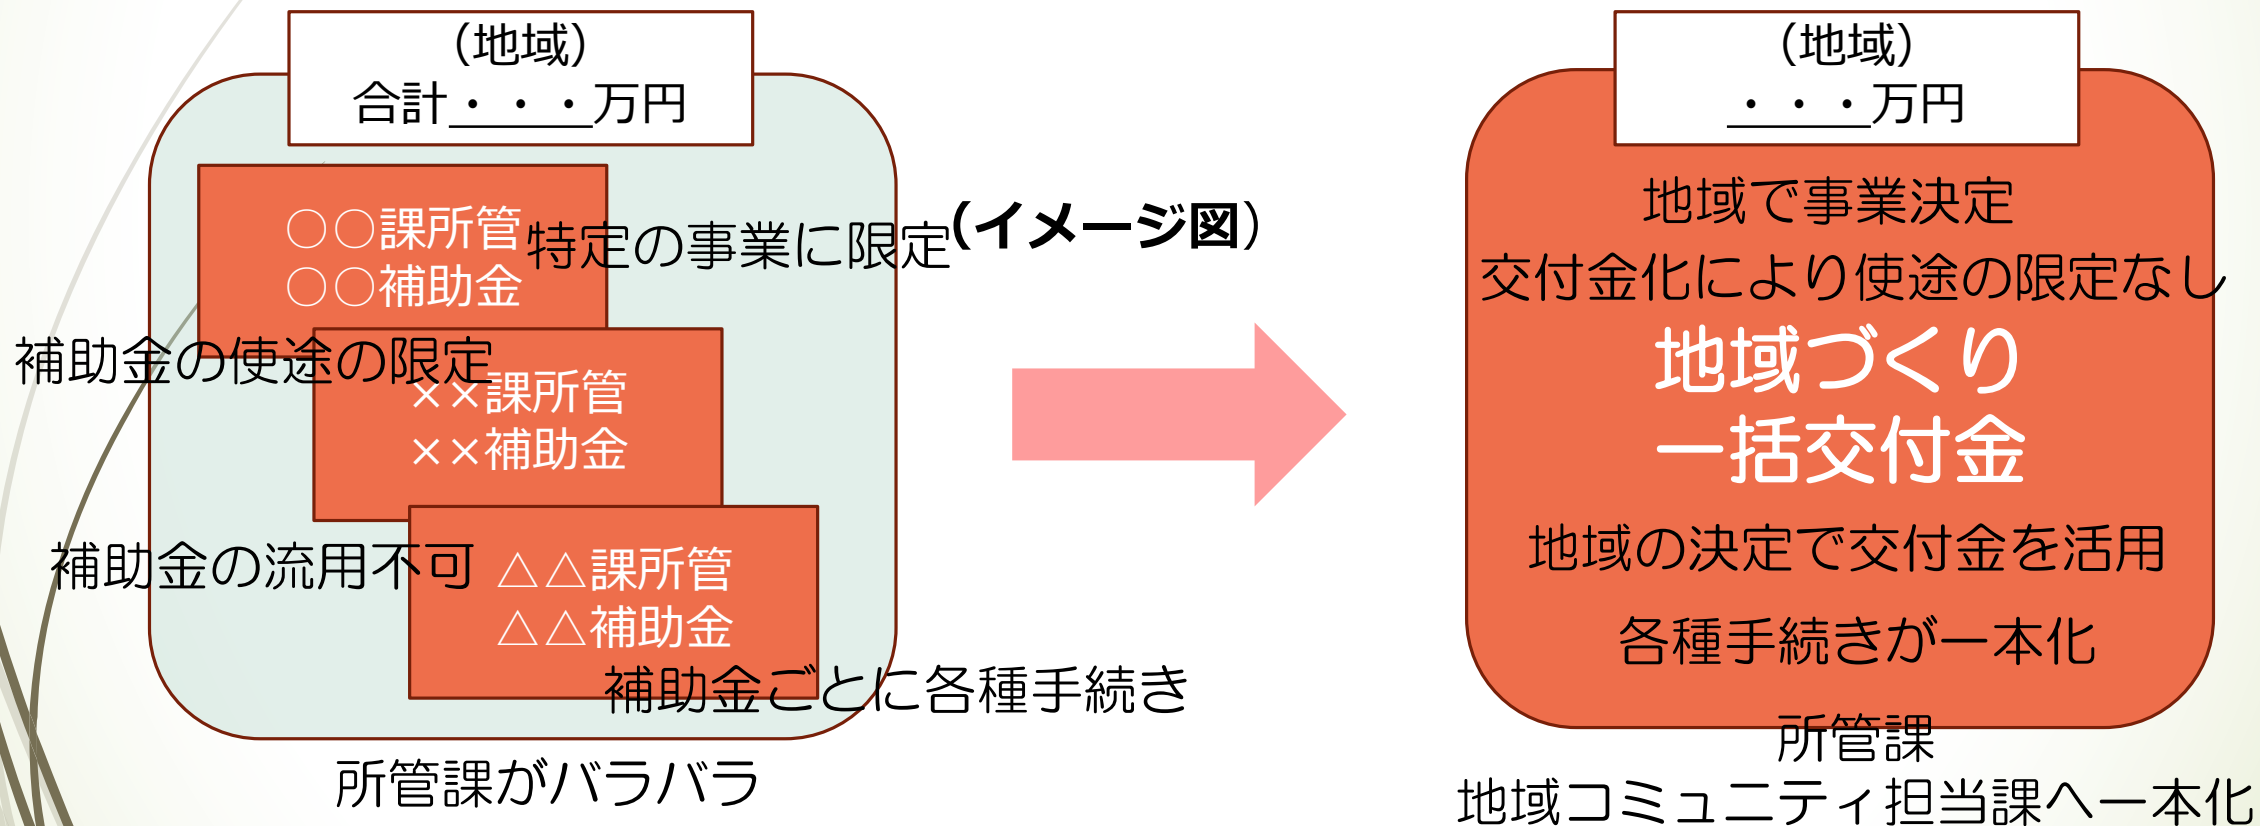 （地域）
合計・・・万円
○○課所管
○○補助金
特定の事業に限定
補助金の使途の限定
××課所管
××補助金
補助金の流用不可
△△課所管
△△補助金
補助金ごとに各種手続き
所管課がバラバラ
（イメージ図）
（地域）
・・・万円
地域で事業決定
交付金化により使途の限定なし
地域づくり
一括交付金
地域の決定で交付金を活用
各種手続きが一本化
所管課
地域コミュニティ担当課へ一本化